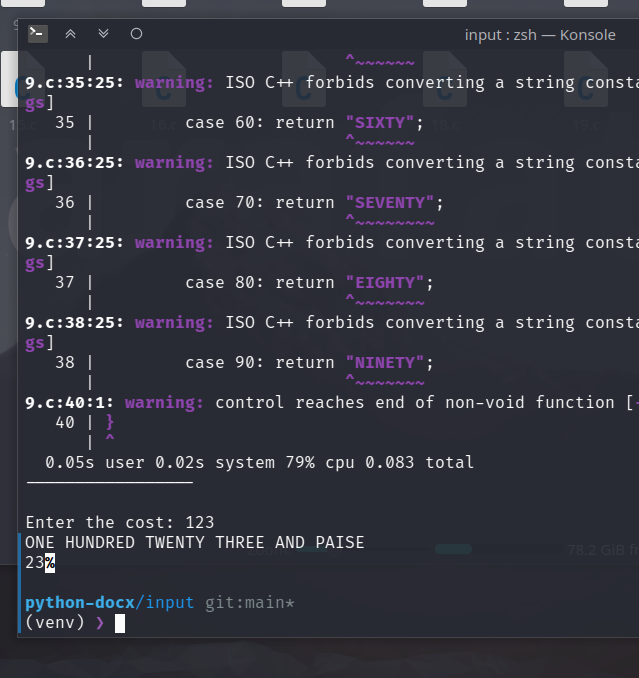 input : zsh — Konsole
| ^~~~~~~
9.c:35:25: warning: ISO C++ forbids converting a string consta
gs]
35 | case 60: return "SIXTY";
| ^~~~~~~
9.c:36:25: warning: ISO C++ forbids converting a string consta
gs]
36 | case 70: return "SEVENTY";
| ^~~~~~~~~
9.c:37:25: warning: ISO C++ forbids converting a string consta
gs]
37 | case 80: return "EIGHTY";
| ^~~~~~~~
9.c:38:25: warning: ISO C++ forbids converting a string consta
gs]
38 | case 90: return "NINETY";
| ^~~~~~~~
9.c:40:1: warning: control reaches end of non-void function [-
40 | }
| ^
0.05s user 0.02s system 79% cpu 0.083 total
─────────────────
Enter the cost: 123
ONE HUNDRED TWENTY THREE AND PAISE
23%
78.2 GiB fr
python-docx/input git:main*
(venv) ❯